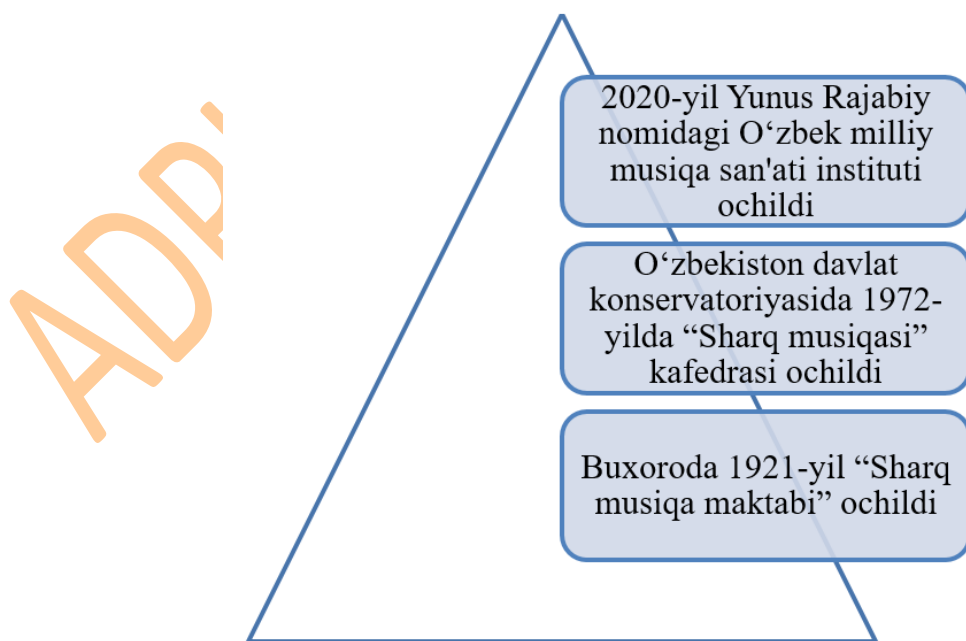 2020-yil Yunus Rajabiy
nomidagi O‘zbek milliy
musiqa san'ati instituti
ochildi
O‘zbekiston davlat
konservatoriyasida 1972-
yilda “Sharq musiqasi”
kafedrasi ochildi
Buxoroda 1921-yil “Sharq
musiqa maktabi” ochildi